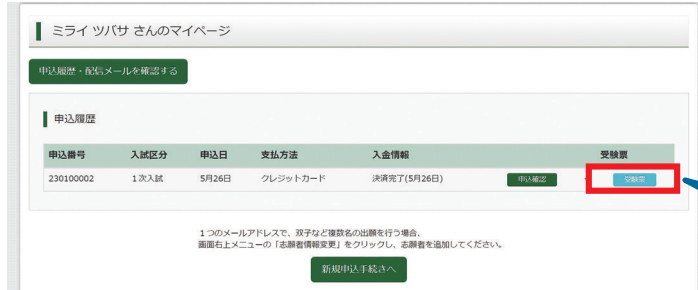 ミライ ツバサ さんのマイページ
申込履歴・配信メールを確認する
申込履歴
申込番号 入試区分 申込日 支払方法 入金情報 受験票
230100002 1次入試 5月26日 クレジットカード 決済完了(5月26日) 申込確認 - 受験票
1つのメールアドレスで、双子など複数名の出願を行う場合、
画面右上メニューの「志願者情報変更」をクリックし、志願者を追加してください。
新規申込手続きへ